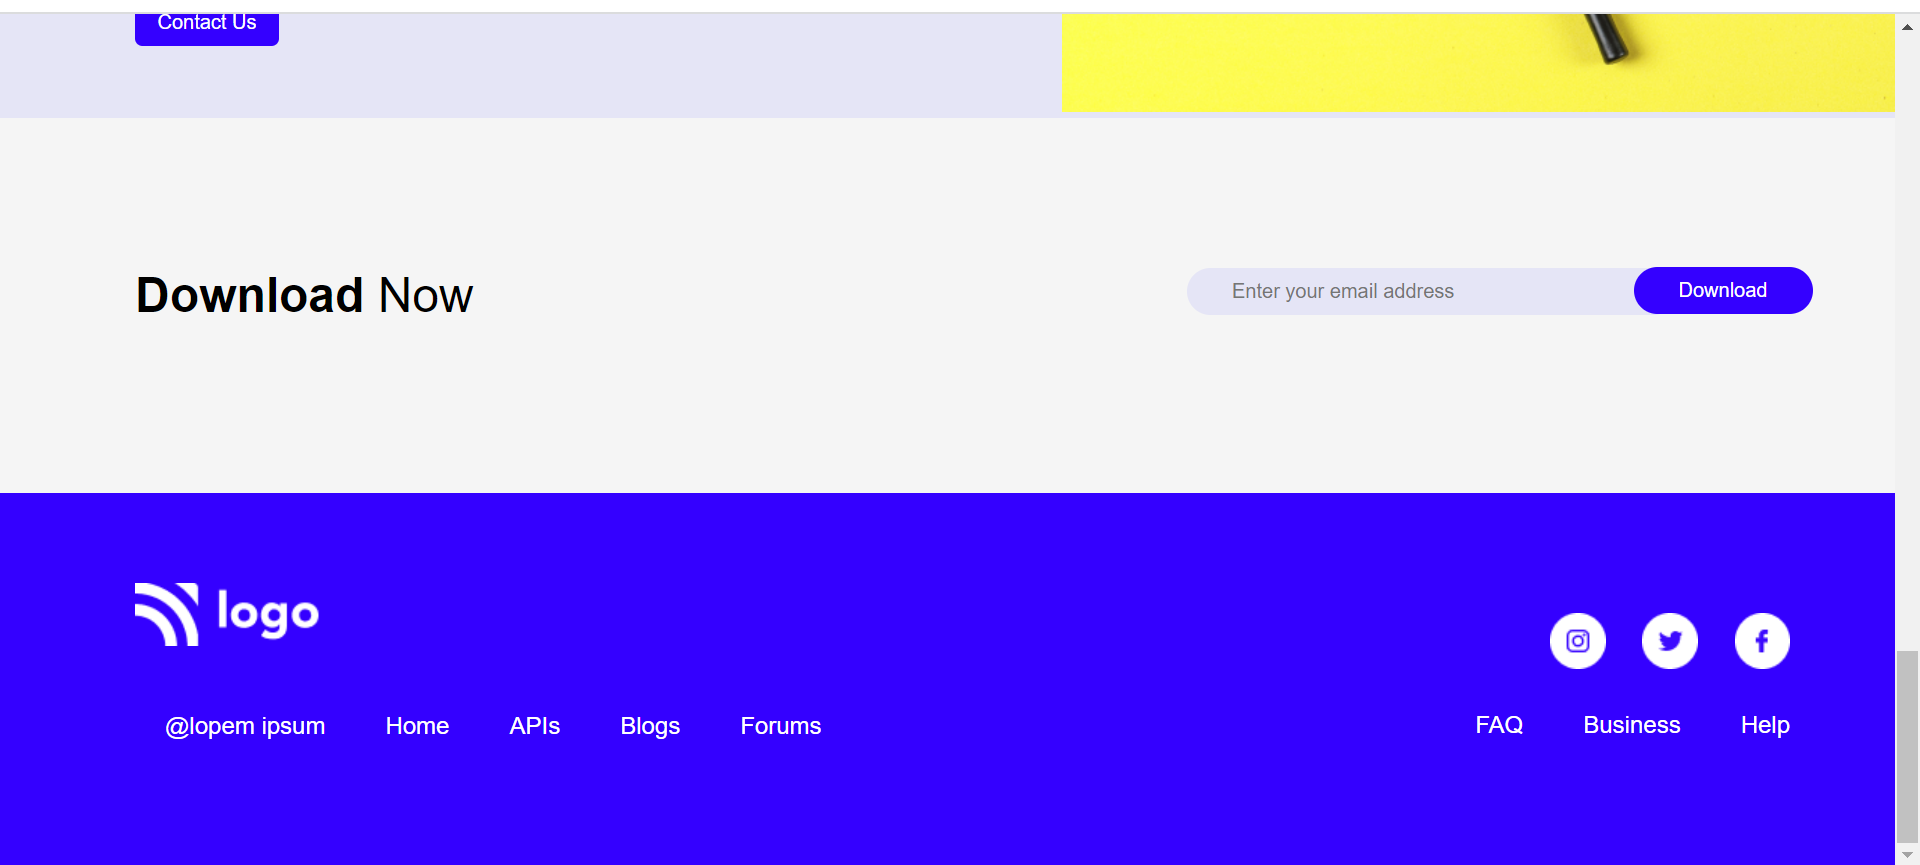 Contact Us
Download Now
Enter your email address
Download
logo
@lopem ipsum Home APIs Blogs Forums
FAQ Business Help